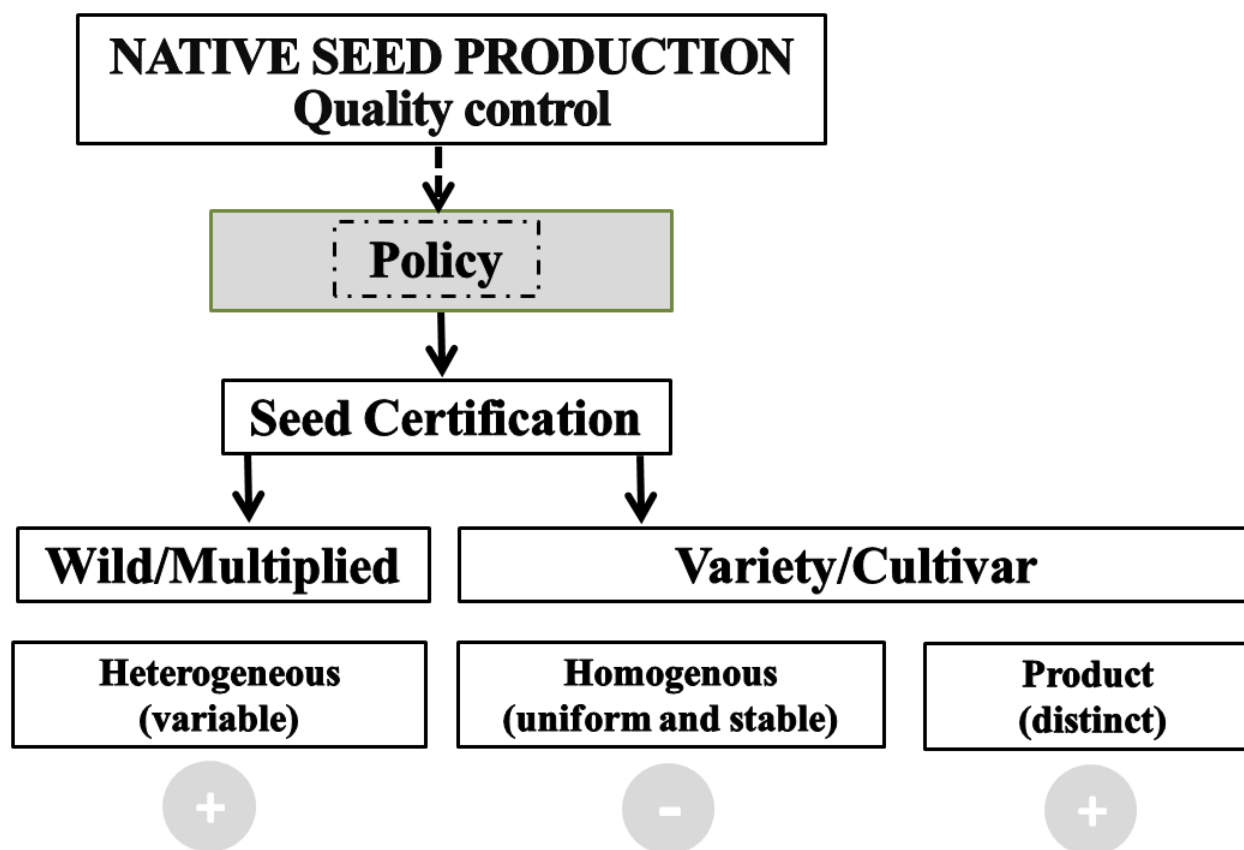 NATIVE SEED PRODUCTION
Quality control
Policy
Seed Certification
Wild/Multiplied
Variety/Cultivar
Heterogeneous
(variable)
Homogenous
(uniform and stable)
Product
(distinct)
+
-
+